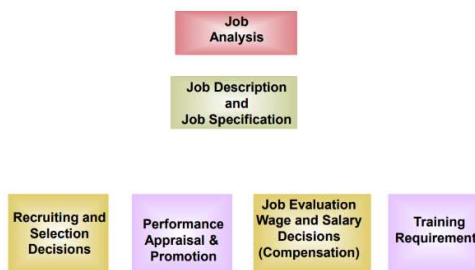 Job
Analysis
Job Description
and
Job Specification
Recruiting and
Selection
Decisions
Performance
Appraisal &
Promotion
Job Evaluation
Wage and Salary
Decisions
(Compensation)
Training
Requirement